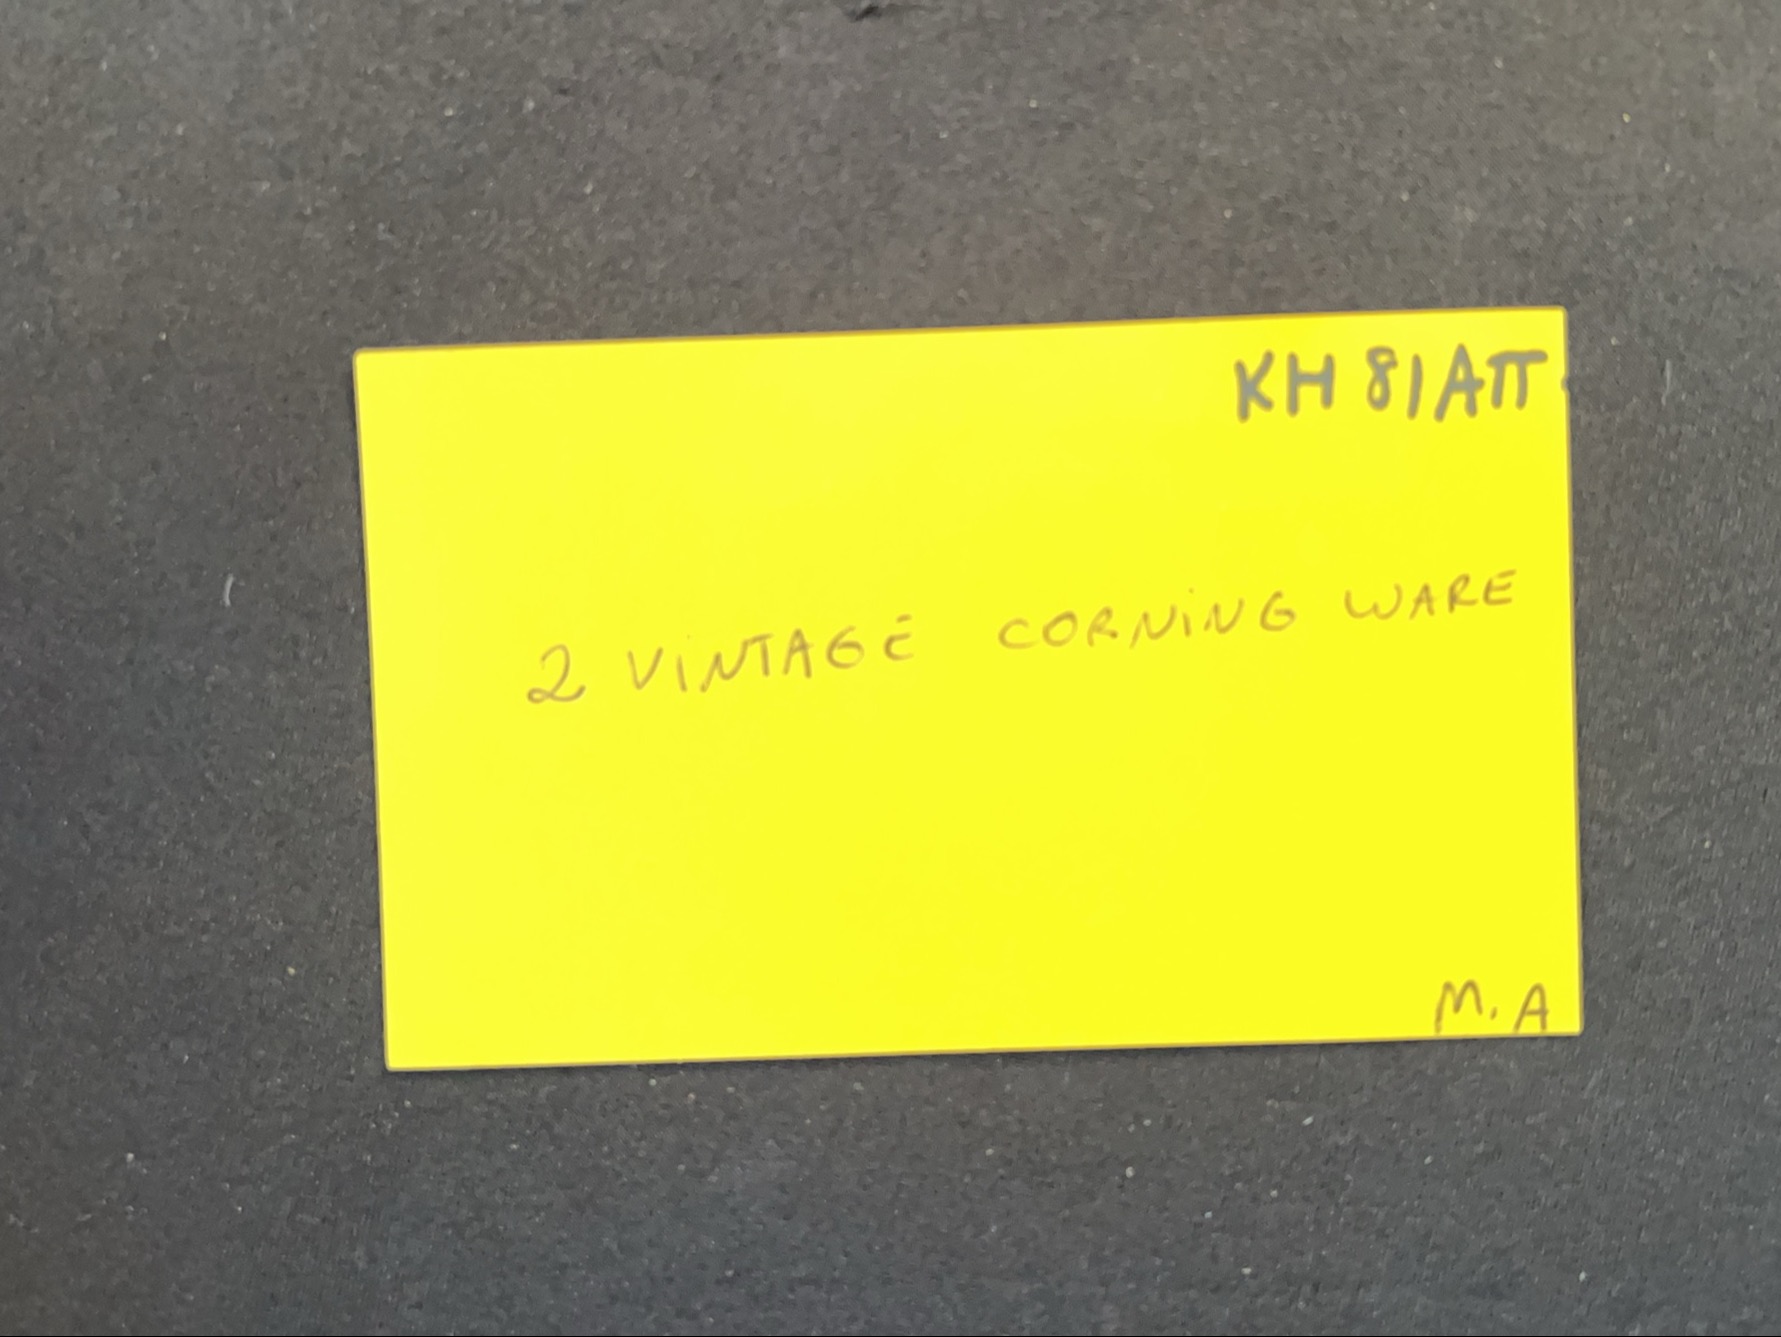 KH 81ATT
2 VINTAGE CORNING WARE
M. A